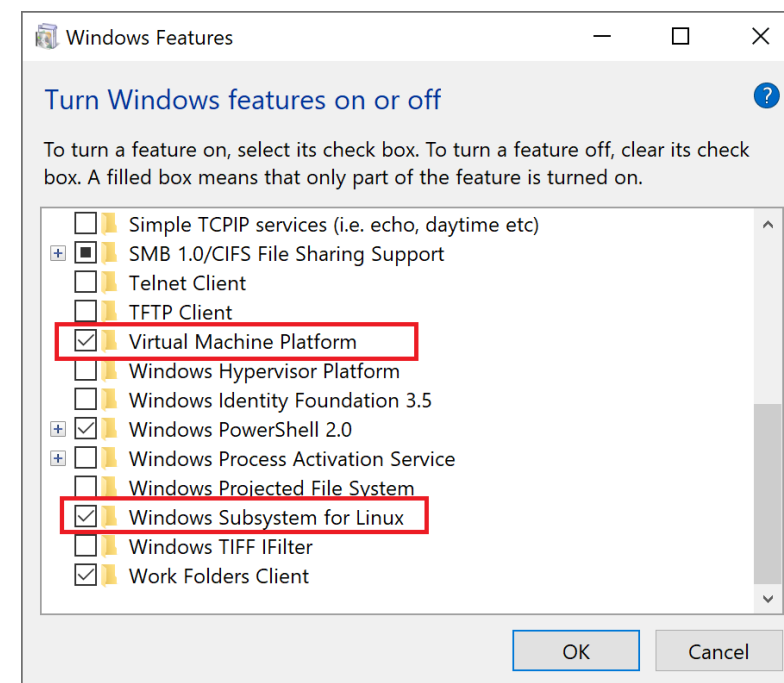 Windows Features
Turn Windows features on or off
?
To turn a feature on, select its check box. To turn a feature off, clear its check
box. A filled box means that only part of the feature is turned on.
Simple TCPIP services (i.e. echo, daytime etc)
SMB 1.0/CIFS File Sharing Support
Telnet Client
TFTP Client
Virtual Machine Platform
Windows Hypervisor Platform
Windows Identity Foundation 3.5
Windows PowerShell 2.0
Windows Process Activation Service
Windows Projected File System
Windows Subsystem for Linux
Windows TIFF IFilter
Work Folders Client
OK Cancel